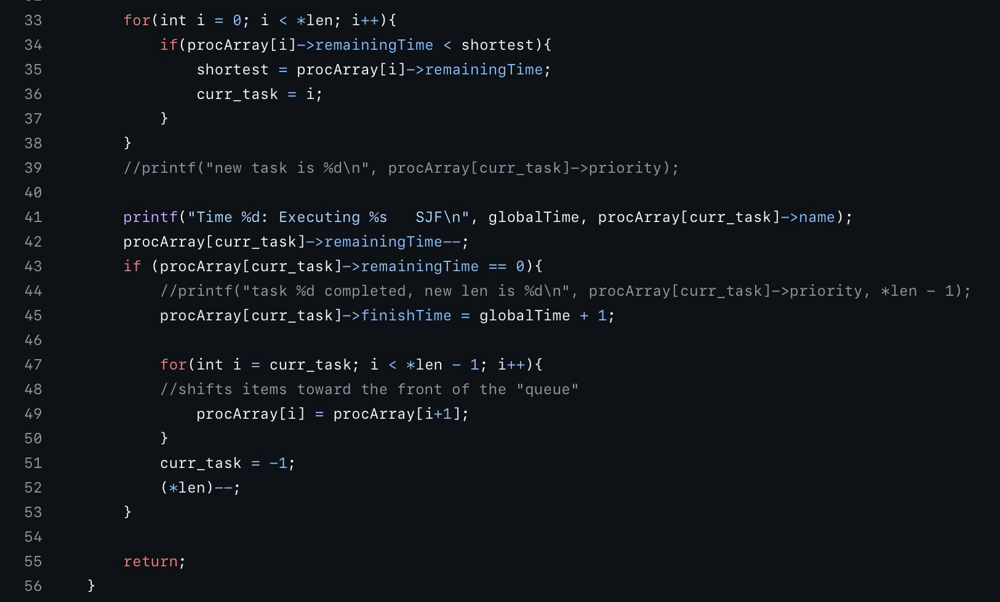 33 for(int i = 0; i < *len; i++){
34 if(procArray[i]->remainingTime < shortest){
35 shortest = procArray[i]->remainingTime;
36 curr_task = i;
37 }
38 }
39 //printf("new task is %d\n", procArray[curr_task]->priority);
40
41 printf("Time %d: Executing %s   SJF\n", globalTime, procArray[curr_task]->name);
42 procArray[curr_task]->remainingTime--;
43 if (procArray[curr_task]->remainingTime == 0){
44 //printf("task %d completed, new len is %d\n", procArray[curr_task]->priority, *len - 1);
45 procArray[curr_task]->finishTime = globalTime + 1;
46
47 for(int i = curr_task; i < *len - 1; i++){
48 //shifts items toward the front of the "queue"
49 procArray[i] = procArray[i+1];
50 }
51 curr_task = -1;
52 (*len)--;
53 }
54
55 return;
56 }